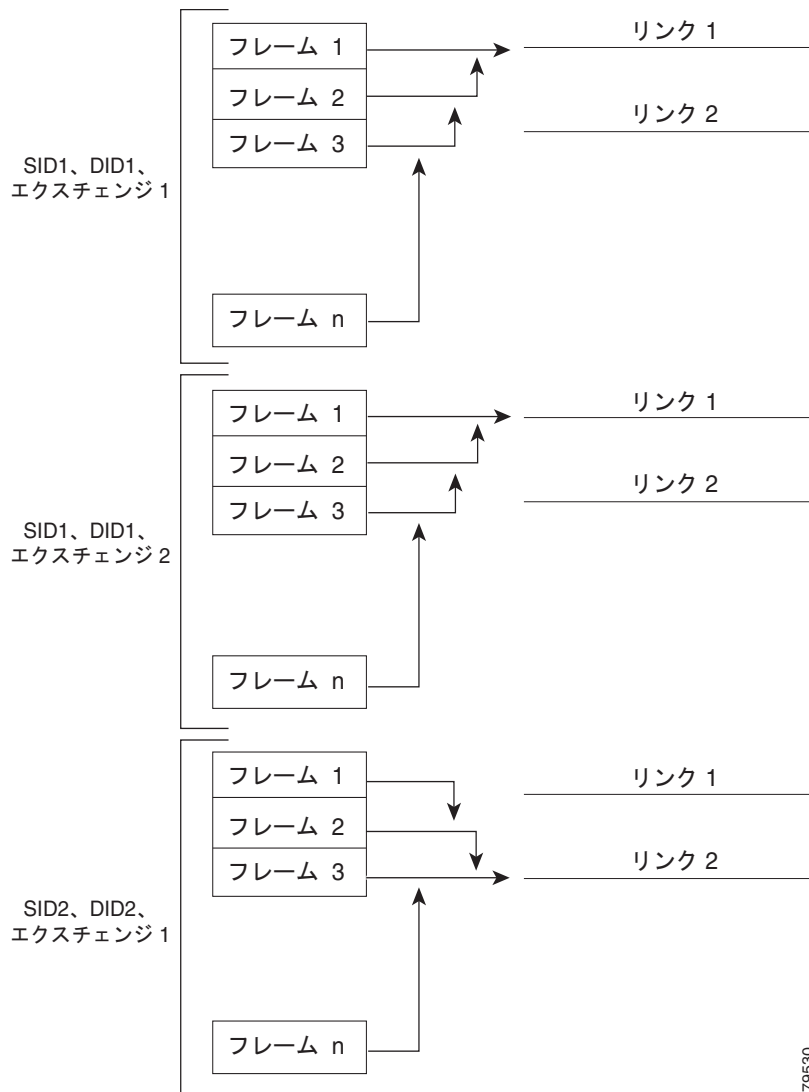 フレーム 1
フレーム 2
フレーム 3
フレーム n
SID1、DID1、
エクスチェンジ 1
リンク 1
リンク 2
フレーム 1
フレーム 2
フレーム 3
フレーム n
SID1、DID1、
エクスチェンジ 2
リンク 1
リンク 2
フレーム 1
フレーム 2
フレーム 3
フレーム n
SID2、DID2、
エクスチェンジ 1
リンク 1
リンク 2
79530